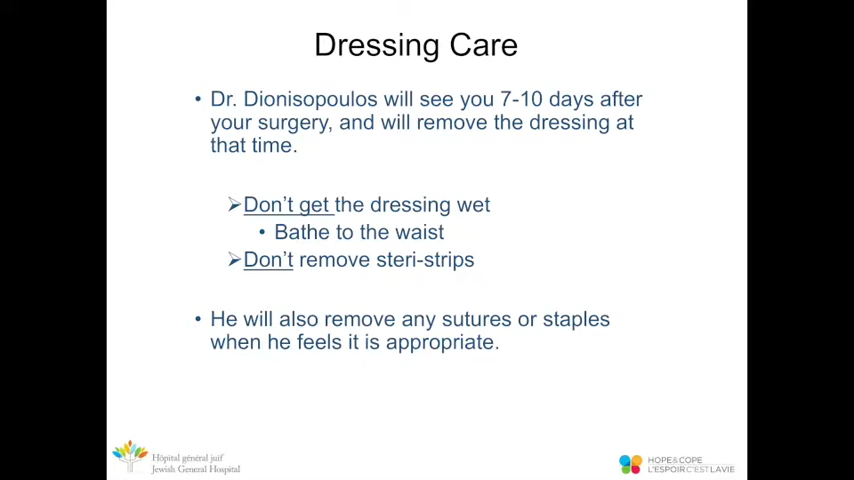 Dressing Care
• Dr. Dionisopoulos will see you 7-10 days after
your surgery, and will remove the dressing at
that time.
➢Don't get the dressing wet
• Bathe to the waist
➢Don't remove steri-strips
• He will also remove any sutures or staples
when he feels it is appropriate.
Hôpital général juif
Jewish General Hospital
HOPE&COPE
L'ESPOIR C'EST LA VIE